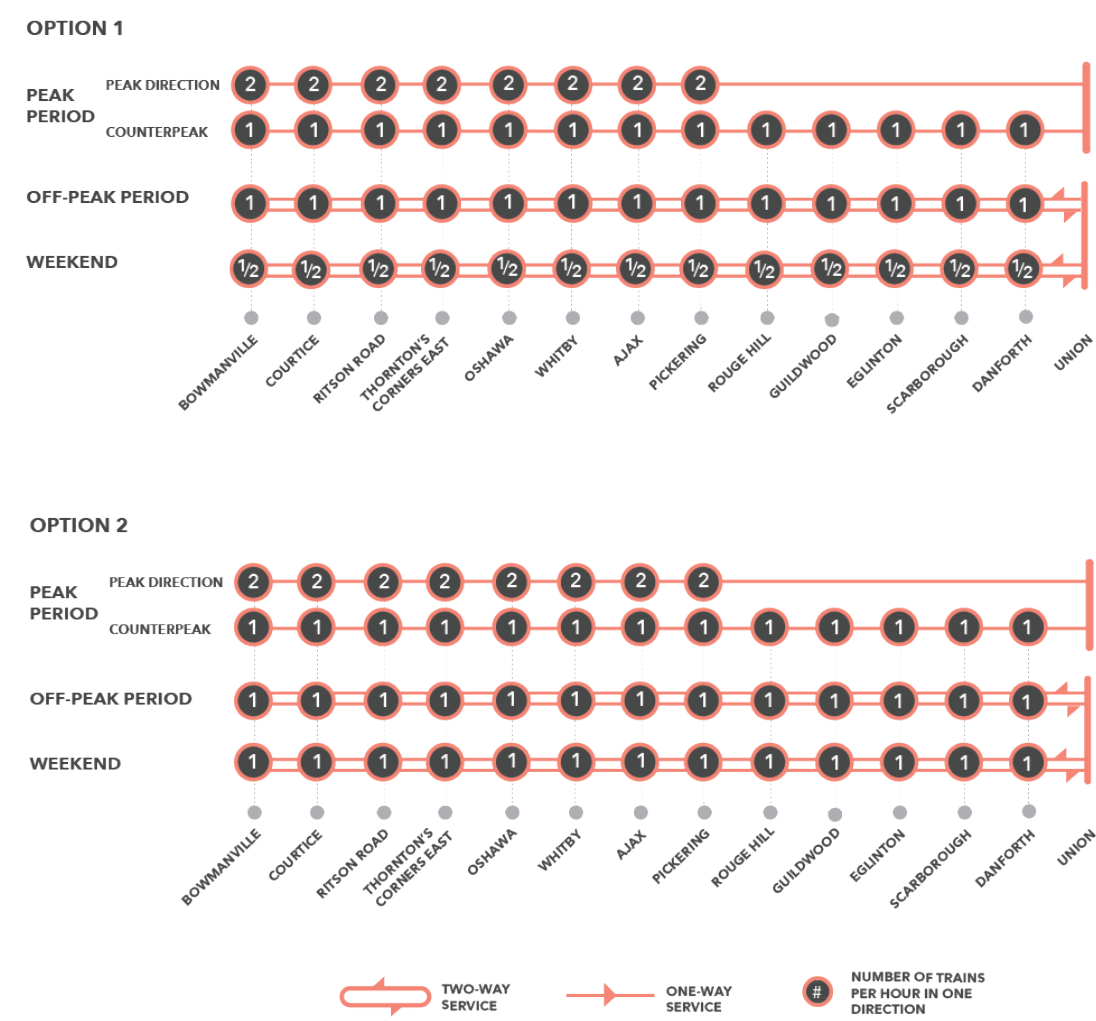 OPTION 1
PEAK
PERIOD
PEAK DIRECTION
2 2 2 2 2 2 2 2
COUNTERPEAK
1 1 1 1 1 1 1 1 1 1 1 1 1
OFF-PEAK PERIOD
1 1 1 1 1 1 1 1 1 1 1 1 1
WEEKEND
1/2 1/2 1/2 1/2 1/2 1/2 1/2 1/2 1/2 1/2 1/2 1/2 1/2
BOWMANVILLE
COURTICE
RITSON ROAD
THORNTON'S
CORNERS EAST
OSHAWA
WHITBY
AJAX
PICKERING
ROUGE HILL
GUILDWOOD
EGLINTON
SCARBOROUGH
DANFORTH
UNION
OPTION 2
PEAK
PERIOD
PEAK DIRECTION
2 2 2 2 2 2 2 2
COUNTERPEAK
1 1 1 1 1 1 1 1 1 1 1 1 1
OFF-PEAK PERIOD
1 1 1 1 1 1 1 1 1 1 1 1 1
WEEKEND
1 1 1 1 1 1 1 1 1 1 1 1 1
BOWMANVILLE
COURTICE
RITSON ROAD
THORNTON'S
CORNERS EAST
OSHAWA
WHITBY
AJAX
PICKERING
ROUGE HILL
GUILDWOOD
EGLINTON
SCARBOROUGH
DANFORTH
UNION
TWO-WAY
SERVICE
ONE-WAY
SERVICE
#
NUMBER OF TRAINS
PER HOUR IN ONE
DIRECTION